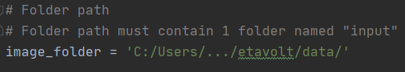 # Folder path
# Folder path must contain 1 folder named "input"
image_folder = 'C:/Users/.../etavolt/data/'